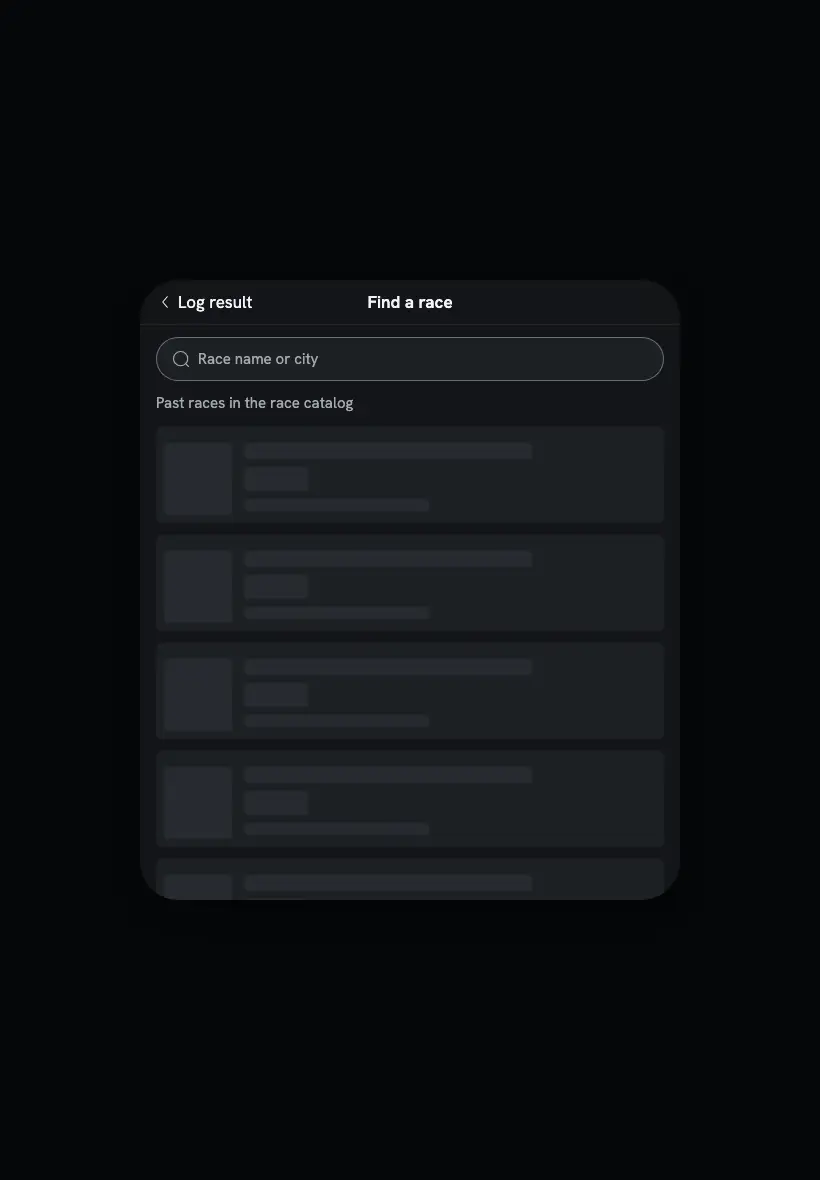 Log result
Find a race
Race name or city
Past races in the race catalog